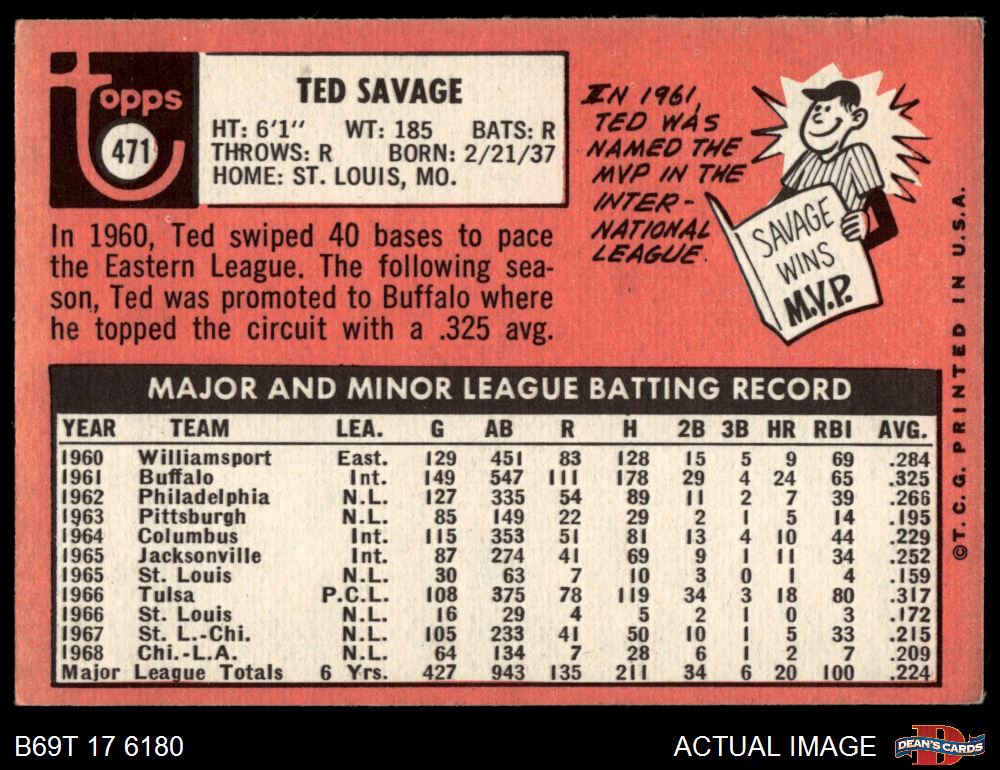 topps
471
TED SAVAGE
HT: 6'1" WT: 185 BATS: R
THROWS: R BORN: 2/21/37
HOME: ST. LOUIS, MO.
In 1960, Ted swiped 40 bases to pace
the Eastern League. The following sea-
son, Ted was promoted to Buffalo where
he topped the circuit with a .325 avg.
IN 1961,
TED WAS
NAMED THE
MVP IN THE
INTER-
NATIONAL
LEAGUE.
SAVAGE
WINS
M.V.P.
MAJOR AND MINOR LEAGUE BATTING RECORD
YEAR TEAM LEA. G AB R H 2B 3B HR RBI AVG.
1960 Williamsport East. 129 451 83 128 15 5 9 69 .284
1961 Buffalo Int. 149 547 111 178 29 4 24 65 .325
1962 Philadelphia N.L. 127 335 54 89 11 2 7 39 .266
1963 Pittsburgh N.L. 85 149 22 29 2 1 5 14 .195
1964 Columbus Int. 115 353 51 81 13 4 10 44 .229
1965 Jacksonville Int. 87 274 41 69 9 1 11 34 .252
1965 St. Louis N.L. 30 63 7 10 3 0 1 4 .159
1966 Tulsa P.C.L. 108 375 78 119 34 3 18 80 .317
1966 St. Louis N.L. 16 29 4 5 2 1 0 3 .172
1967 St. L.-Chi. N.L. 105 233 41 50 10 1 5 33 .215
1968 Chi.-L.A. N.L. 64 134 7 28 6 1 2 7 .209
Major League Totals 6 Yrs. 427 943 135 211 34 6 20 100 .224
©T.C.G. PRINTED IN U.S.A.
B69T 17 6180
ACTUAL IMAGE
D
DEAN'S CARDS